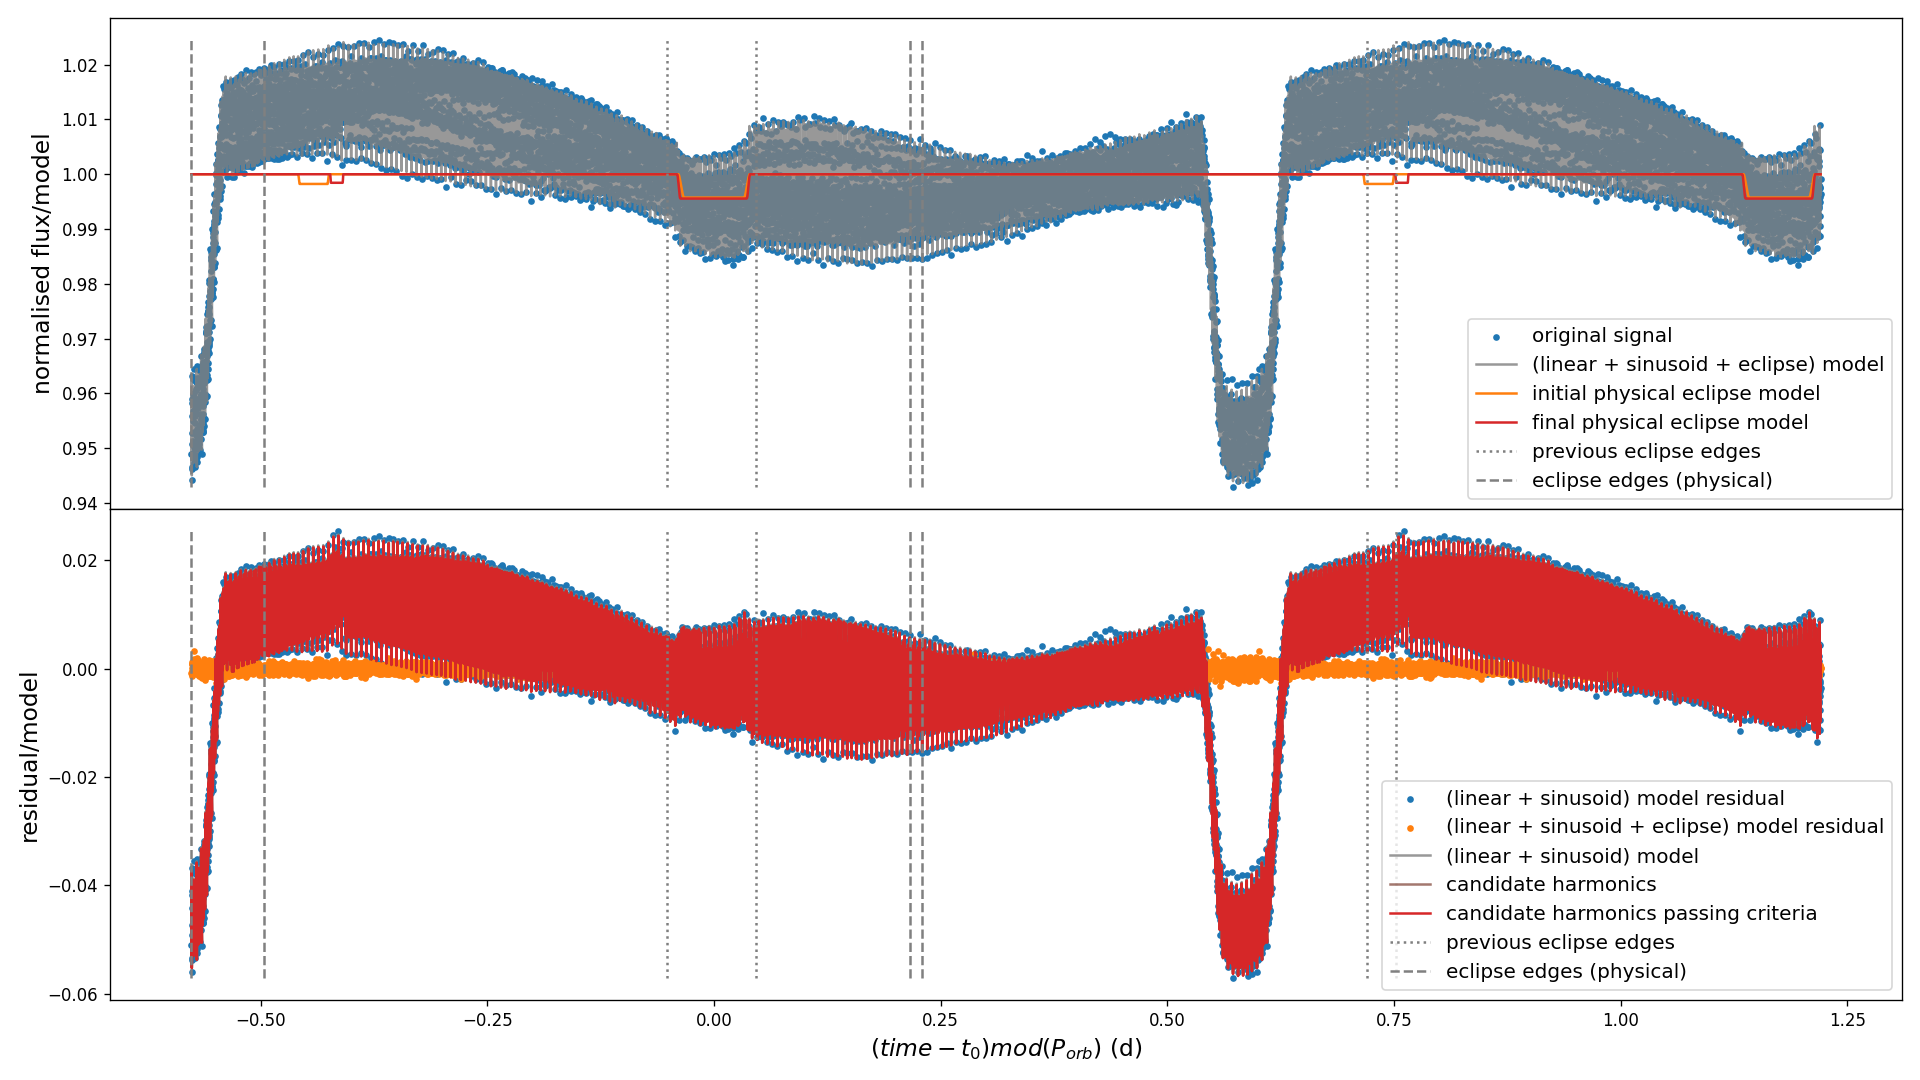 normalised flux/model
1.02
1.01
1.00
0.99
0.98
0.97
0.96
0.95
0.94
original signal
(linear + sinusoid + eclipse) model
initial physical eclipse model
final physical eclipse model
previous eclipse edges
eclipse edges (physical)
residual/model
0.02
0.00
−0.02
−0.04
−0.06
(linear + sinusoid) model residual
(linear + sinusoid + eclipse) model residual
(linear + sinusoid) model
candidate harmonics
candidate harmonics passing criteria
previous eclipse edges
eclipse edges (physical)
−0.50 −0.25 0.00 0.25 0.50 0.75 1.00 1.25
(time − t₀)mod(Pₒᵣb) (d)